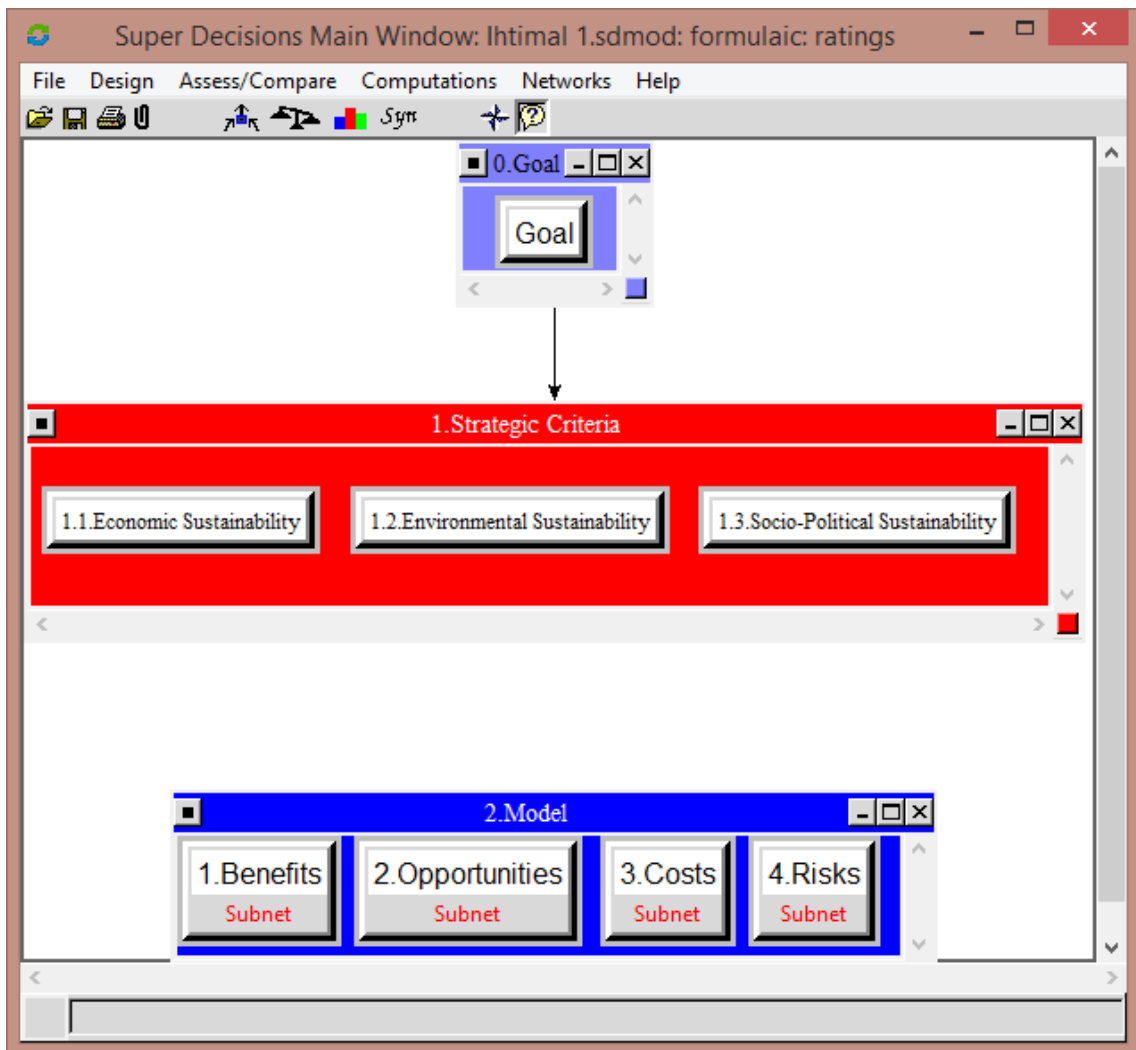 Super Decisions Main Window: Ihtimal 1.sdmod: formulaic: ratings
File Design Assess/Compare Computations Networks Help
Syn
0.Goal
Goal
1.Strategic Criteria
1.1.Economic Sustainability 1.2.Environmental Sustainability 1.3.Socio-Political Sustainability
2.Model
1.Benefits 2.Opportunities 3.Costs 4.Risks
Subnet Subnet Subnet Subnet